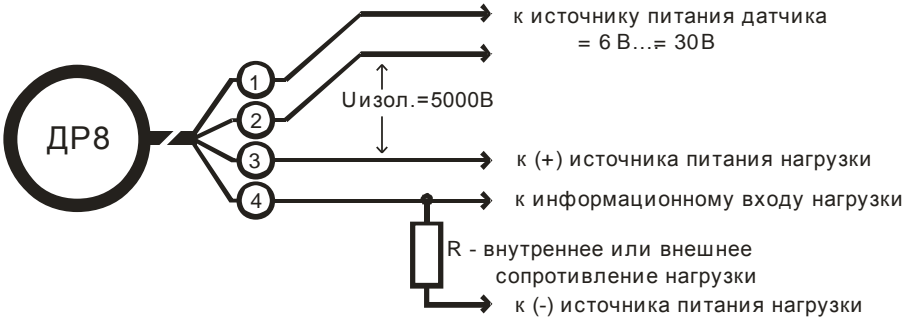 к источнику питания датчика
= 6 В...= 30В
1
Uизол.=5000В
2
ДР8
3
к (+) источника питания нагрузки
4
к информационному входу нагрузки
R - внутреннее или внешнее
сопротивление нагрузки
к (-) источника питания нагрузки